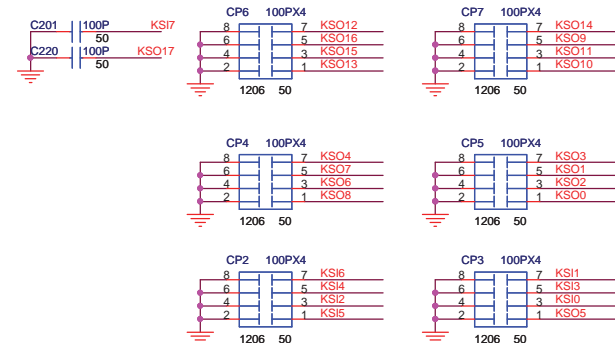 C201 100P KSI7
50
C220 100P KSO17
50
CP6 100PX4
8 7 KSO12
6 5 KSO16
4 3 KSO15
2 1 KSO13
1206 50
CP7 100PX4
8 7 KSO14
6 5 KSO9
4 3 KSO11
2 1 KSO10
1206 50
CP4 100PX4
8 7 KSO4
6 5 KSO7
4 3 KSO6
2 1 KSO8
1206 50
CP5 100PX4
8 7 KSO3
6 5 KSO1
4 3 KSO2
2 1 KSO0
1206 50
CP2 100PX4
8 7 KSI6
6 5 KSI4
4 3 KSI2
2 1 KSI5
1206 50
CP3 100PX4
8 7 KSI1
6 5 KSI3
4 3 KSI0
2 1 KSO5
1206 50